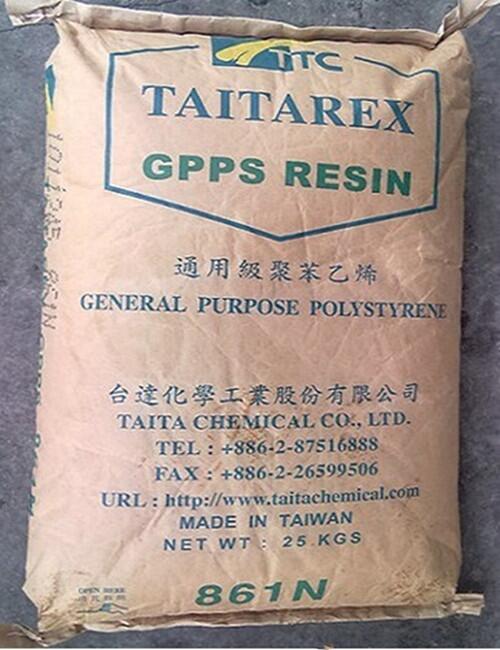 TTC
TAITAREX
GPPS RESIN
通用級聚苯乙烯
GENERAL PURPOSE POLYSTYRENE
台達化學工業股份有限公司
TAITA CHEMICAL CO., LTD.
TEL : +886-2-87516888
FAX : +886-2-26599506
URL : http://www.taitachemical.com
MADE IN TAIWAN
NET WT : 25 KGS
OPEN HERE
861N